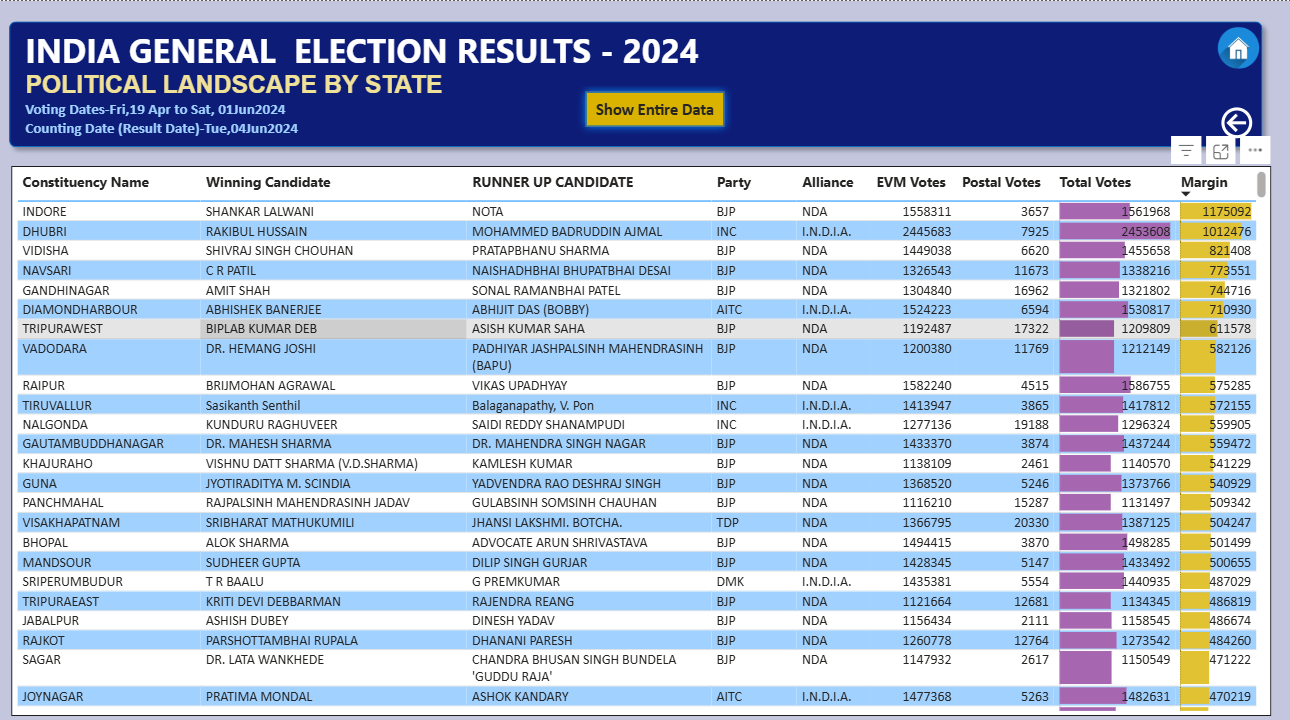 INDIA GENERAL ELECTION RESULTS - 2024
POLITICAL LANDSCAPE BY STATE
Voting Dates-Fri,19 Apr to Sat, 01Jun2024
Show Entire Data
Counting Date (Result Date)-Tue,04Jun2024
Constituency Name Winning Candidate RUNNER UP CANDIDATE Party Alliance EVM Votes Postal Votes Total Votes Margin
INDORE SHANKAR LALWANI NOTA BJP NDA 1558311 3657 1561968 1175092
DHUBRI RAKIBUL HUSSAIN MOHAMMED BADRUDDIN AJMAL INC I.N.D.I.A. 2445683 7925 2453608 1012476
VIDISHA SHIVRAJ SINGH CHOUHAN PRATAPBHANU SHARMA BJP NDA 1449038 6620 1455658 821408
NAVSARI C R PATIL NAISHADHBHAI BHUPATBHAI DESAI BJP NDA 1326543 11673 1338216 773551
GANDHINAGAR AMIT SHAH SONAL RAMANBHAI PATEL BJP NDA 1304840 16962 1321802 744716
DIAMONDHARBOUR ABHISHEK BANERJEE ABHIJIT DAS (BOBBY) AITC I.N.D.I.A. 1524223 6594 1530817 710930
TRIPURAWEST BIPLAB KUMAR DEB ASISH KUMAR SAHA BJP NDA 1192487 17322 1209809 611578
VADODARA DR. HEMANG JOSHI PADHIYAR JASHPALSINH MAHENDRASINH BJP NDA 1200380 11769 1212149 582126
(BAPU)
RAIPUR BRIJMOHAN AGRAWAL VIKAS UPADHYAY BJP NDA 1582240 4515 1586755 575285
TIRUVALLUR Sasikanth Senthil Balaganapathy, V. Pon INC I.N.D.I.A. 1413947 3865 1417812 572155
NALGONDA KUNDURU RAGHUVEER SAIDI REDDY SHANAMPUDI INC I.N.D.I.A. 1277136 19188 1296324 559905
GAUTAMBUDDHANAGAR DR. MAHESH SHARMA DR. MAHENDRA SINGH NAGAR BJP NDA 1433370 3874 1437244 559472
KHAJURAHO VISHNU DATT SHARMA (V.D.SHARMA) KAMLESH KUMAR BJP NDA 1138109 2461 1140570 541229
GUNA JYOTIRADITYA M. SCINDIA YADVENDRA RAO DESHRAJ SINGH BJP NDA 1368520 5246 1373766 540929
PANCHMAHAL RAJPALSINH MAHENDRASINH JADAV GULABSINH SOMSINH CHAUHAN BJP NDA 1116210 15287 1131497 509342
VISAKHAPATNAM SRIBHARAT MATHUKUMILI JHANSI LAKSHMI. BOTCHA. TDP NDA 1366795 20330 1387125 504247
BHOPAL ALOK SHARMA ADVOCATE ARUN SHRIVASTAVA BJP NDA 1494415 3870 1498285 501499
MANDSOUR SUDHEER GUPTA DILIP SINGH GURJAR BJP NDA 1428345 5147 1433492 500655
SRIPERUMBUDUR T R BAALU G PREMKUMAR DMK I.N.D.I.A. 1435381 5554 1440935 487029
TRIPURAEAST KRITI DEVI DEBBARMAN RAJENDRA REANG BJP NDA 1121664 12681 1134345 486819
JABALPUR ASHISH DUBEY DINESH YADAV BJP NDA 1156434 2111 1158545 486674
RAJKOT PARSHOTTAMBHAI RUPALA DHANANI PARESH BJP NDA 1260778 12764 1273542 484260
SAGAR DR. LATA WANKHEDE CHANDRA BHUSAN SINGH BUNDELA BJP NDA 1147932 2617 1150549 471222
'GUDDU RAJA'
JOYNAGAR PRATIMA MONDAL ASHOK KANDARY AITC I.N.D.I.A. 1477368 5263 1482631 470219